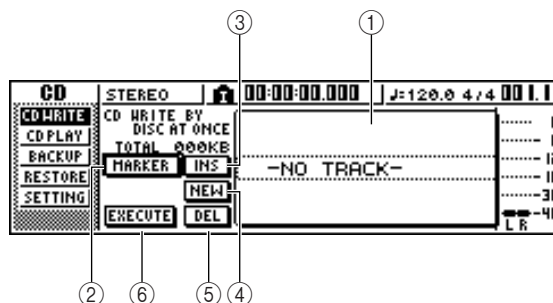 ③ ①
CD STEREO 00:00:00.000 ♩=120.0 4/4 001.1
CD WRITE CD WRITE BY
DISC AT ONCE
CD PLAY TOTAL 000KB
BACKUP MARKER INS -NO TRACK-
RESTORE NEW
SETTING
EXECUTE DEL
L R
② ⑥ ⑤ ④